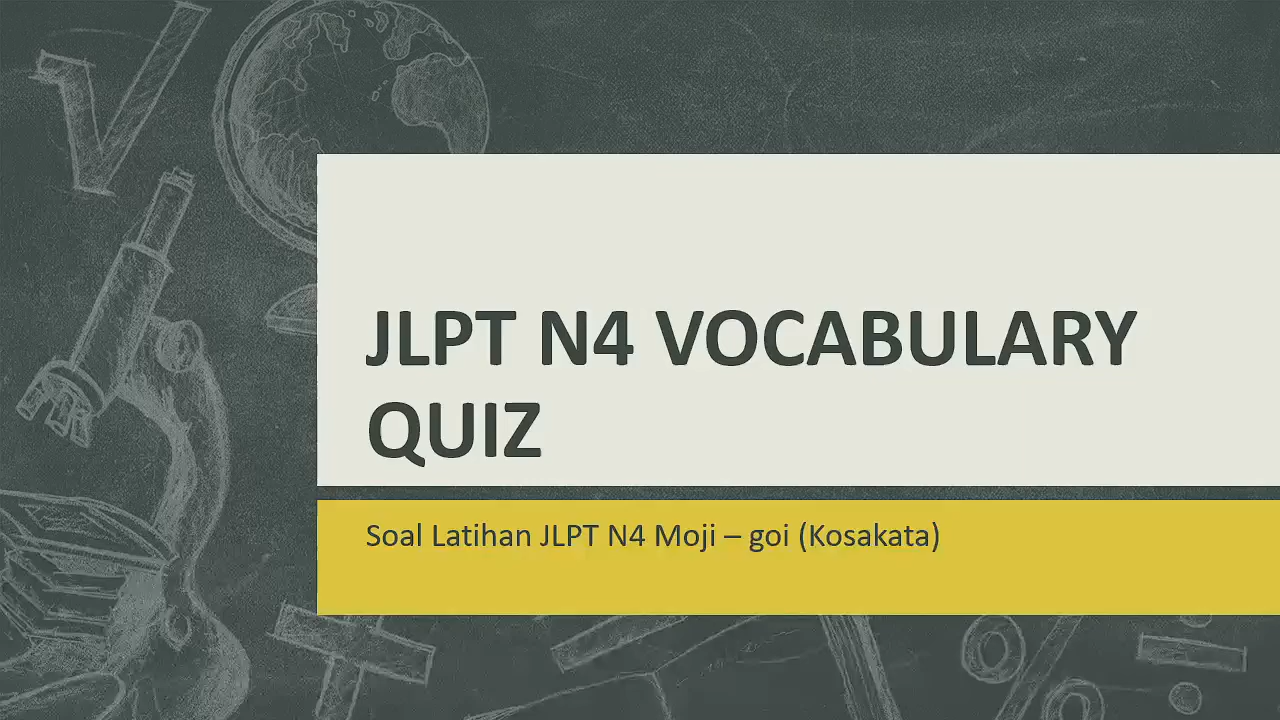 JLPT N4 VOCABULARY
QUIZ
Soal Latihan JLPT N4 Moji – goi (Kosakata)